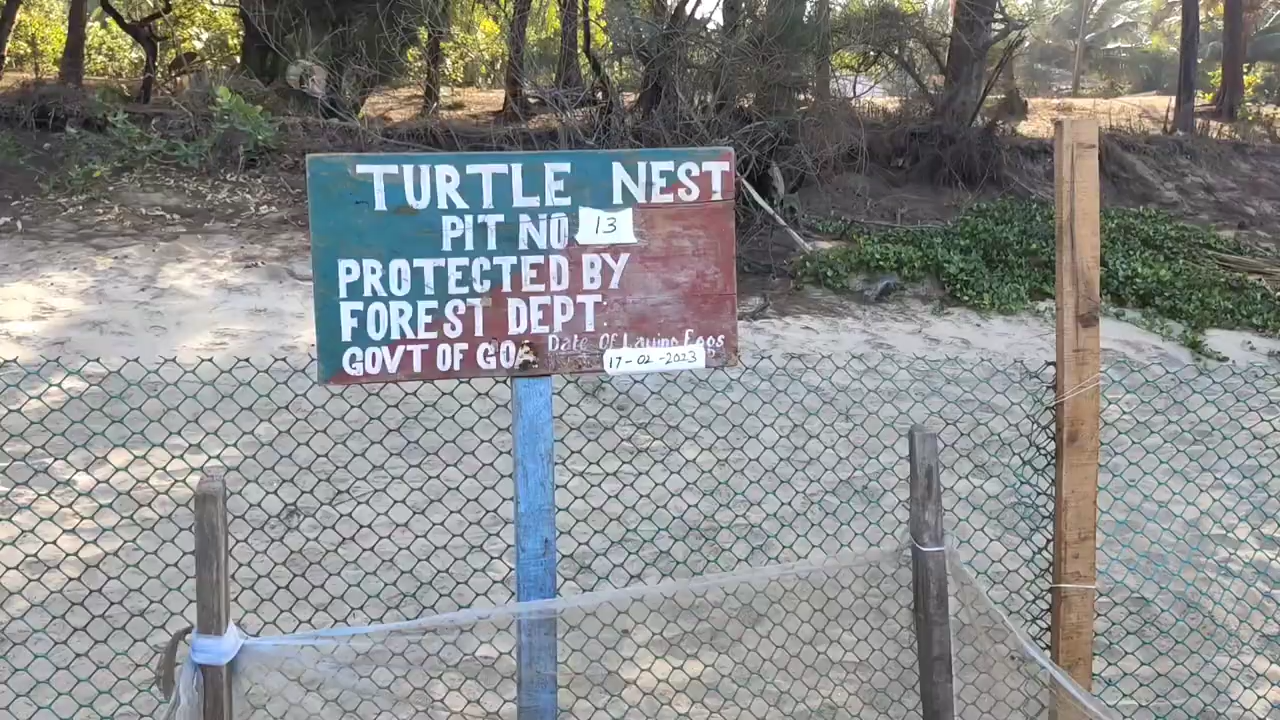 TURTLE NEST
PIT NO 13
PROTECTED BY
FOREST DEPT.
GOVT OF GOA
Date Of Laying Eggs
17-02-2023